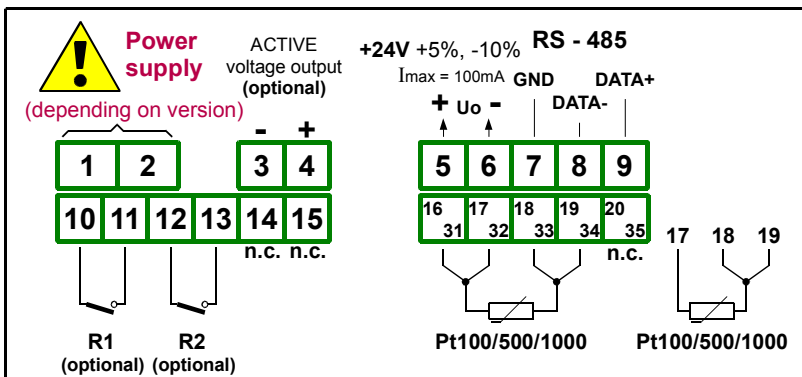 Power
supply
(depending on version)
ACTIVE
voltage output
(optional)
- +
+24V +5%, -10%
Imax = 100mA
+ Uo -
RS - 485
GND
DATA-
DATA+
1 2 3 4
5 6 7 8 9
10 11 12 13 14 15
n.c. n.c.
16 17 18 19 20
31 32 33 34 35
n.c.
17 18 19
R1
(optional)
R2
(optional)
Pt100/500/1000
Pt100/500/1000